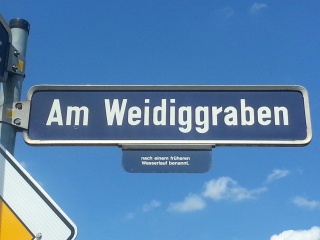 Am Weidiggraben
nach einem früheren
Wasserlauf benannt.